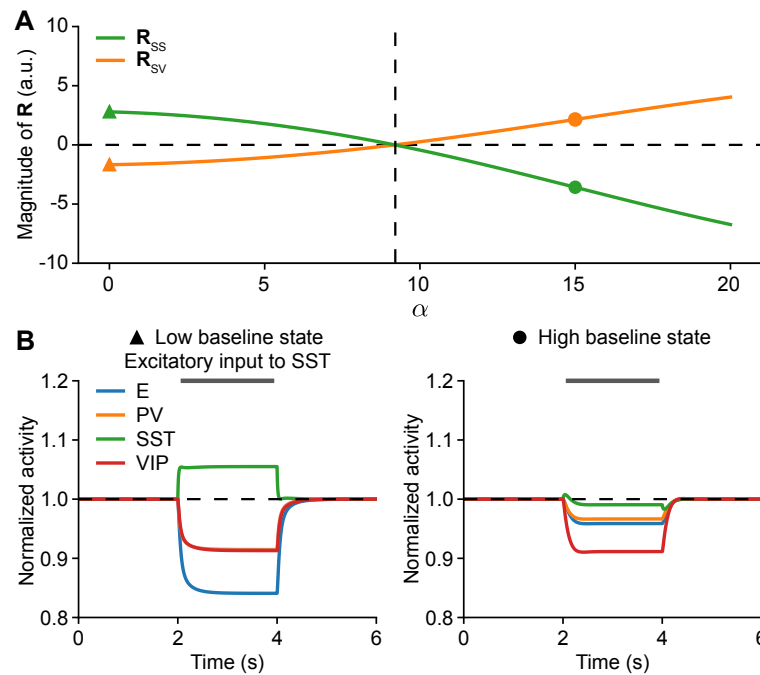 A
R_SS
R_SV
Magnitude of R (a.u.)
10
5
0
-5
-10
0
5
10
15
20
α
B
▲ Low baseline state
Excitatory input to SST
● High baseline state
E
PV
SST
VIP
Normalized activity
1.2
1.1
1.0
0.9
0.8
0
2
4
6
Time (s)
Normalized activity
1.2
1.1
1.0
0.9
0.8
0
2
4
6
Time (s)